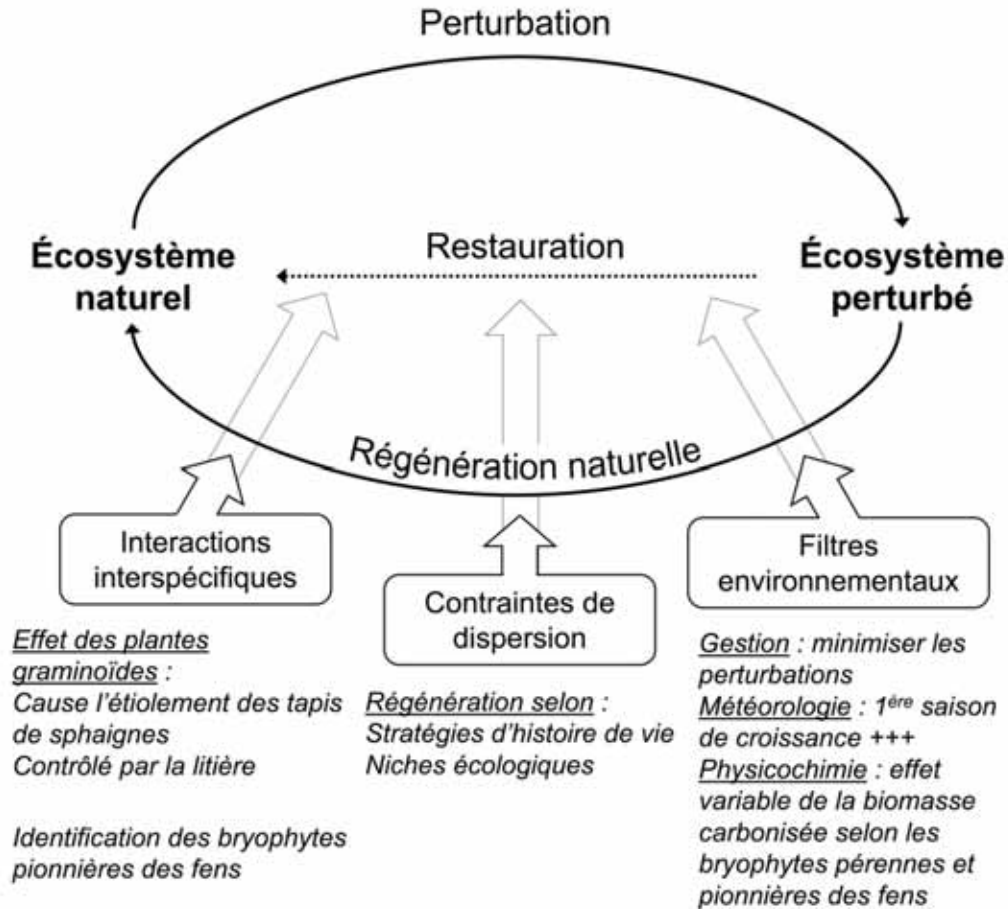 Perturbation
Écosystème
naturel
Restauration
Écosystème
perturbé
Régénération naturelle
Interactions
interspécifiques
Contraintes de
dispersion
Filtres
environnementaux
Effet des plantes
graminoïdes :
Cause l'étiolement des tapis
de sphaignes
Contrôlé par la litière
Identification des bryophytes
pionnières des fens
Régénération selon :
Stratégies d'histoire de vie
Niches écologiques
Gestion : minimiser les
perturbations
Météorologie : 1ère saison
de croissance +++
Physicochimie : effet
variable de la biomasse
carbonisée selon les
bryophytes pérennes et
pionnières des fens